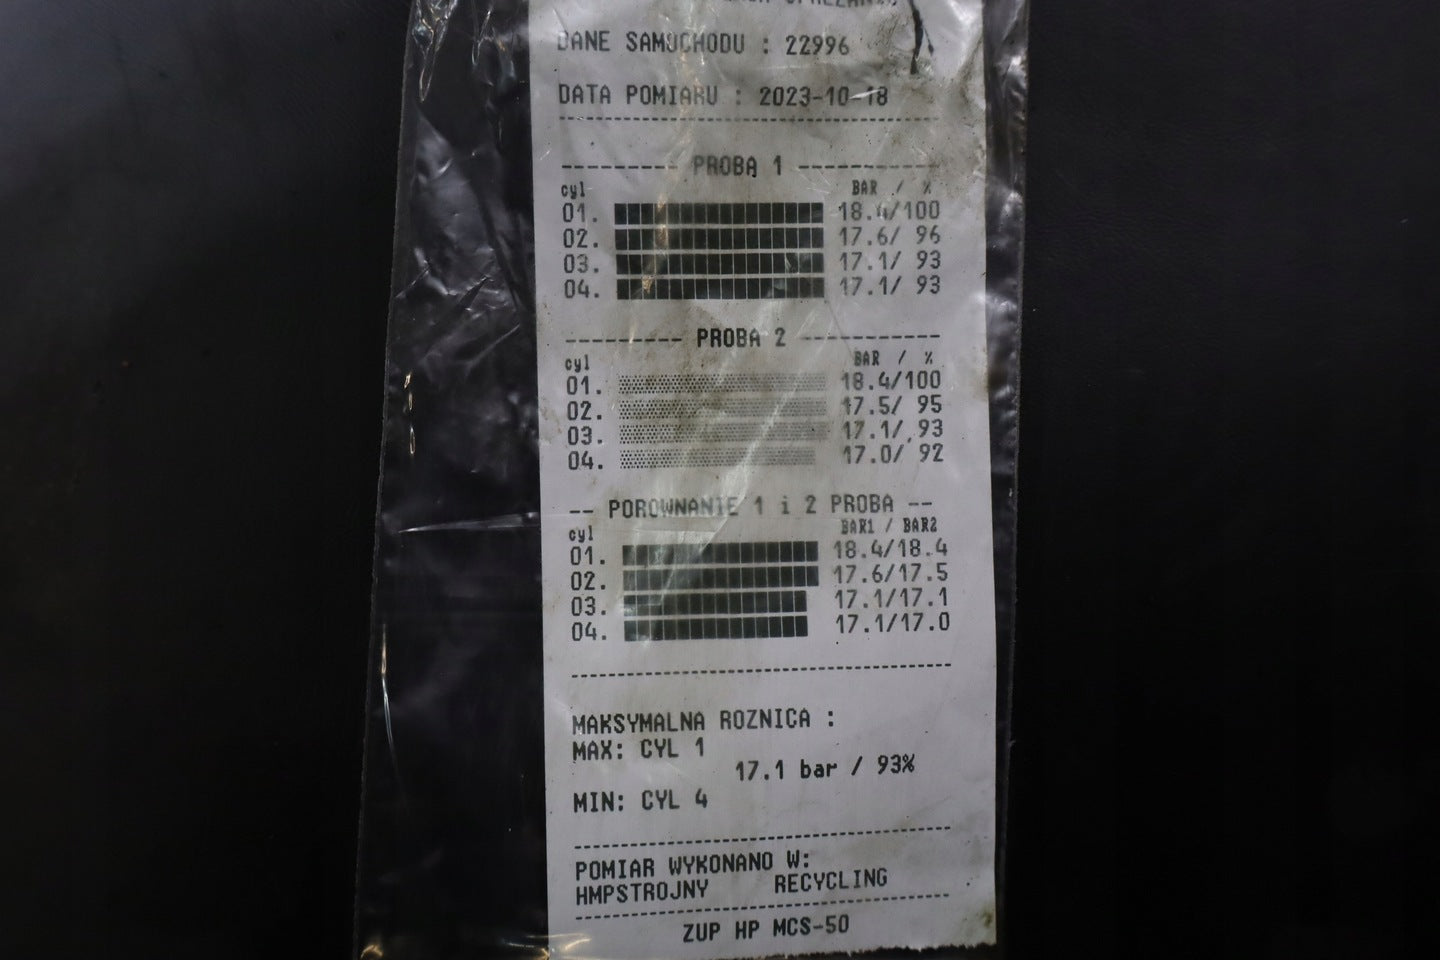 DANE SAMOCHODU : 22996
DATA POMIARU : 2023-10-18
--------- PROBA 1 -----------
cyl BAR / %
01. 18.4/100
02. 17.6/ 96
03. 17.1/ 93
04. 17.1/ 93
--------- PROBA 2 -----------
cyl BAR / %
01. 18.4/100
02. 17.5/ 95
03. 17.1/ 93
04. 17.0/ 92
-- POROWNANIE 1 i 2 PROBA --
cyl BAR1 / BAR2
01. 18.4/18.4
02. 17.6/17.5
03. 17.1/17.1
04. 17.1/17.0
MAKSYMALNA ROZNICA :
MAX: CYL 1
17.1 bar / 93%
MIN: CYL 4
POMIAR WYKONANO W:
HMPSTROJNY RECYCLING
ZUP HP MCS-50